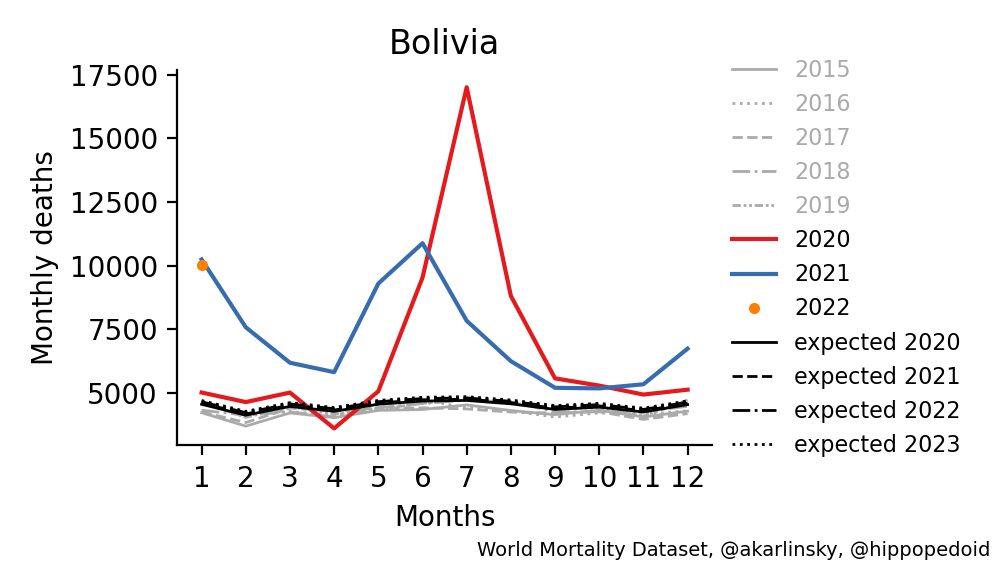 Bolivia
17500
15000
12500
10000
7500
5000
Monthly deaths
1 2 3 4 5 6 7 8 9 10 11 12
Months
2015
2016
2017
2018
2019
2020
2021
2022
expected 2020
expected 2021
expected 2022
expected 2023
World Mortality Dataset, @akarlinsky, @hippopedoid